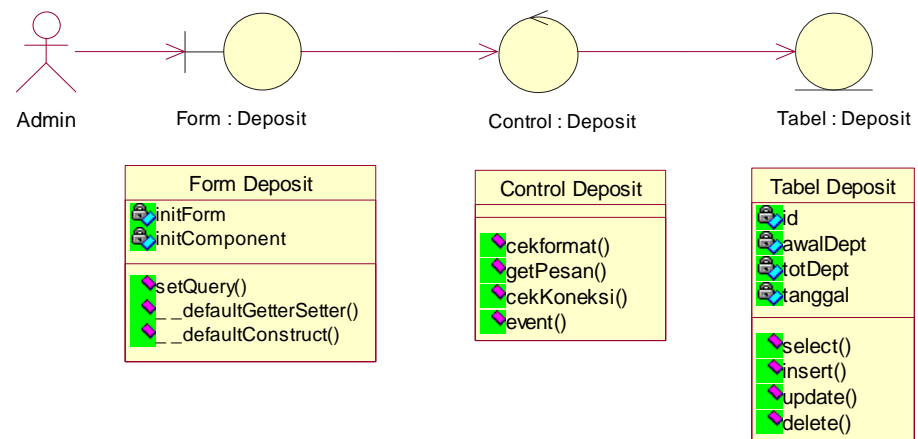 Admin
Form : Deposit
Control : Deposit
Tabel : Deposit
Form Deposit
initForm
initComponent
setQuery()
_ _defaultGetterSetter()
_ _defaultConstruct()
Control Deposit
cekformat()
getPesan()
cekKoneksi()
event()
Tabel Deposit
id
awalDept
totDept
tanggal
select()
insert()
update()
delete()